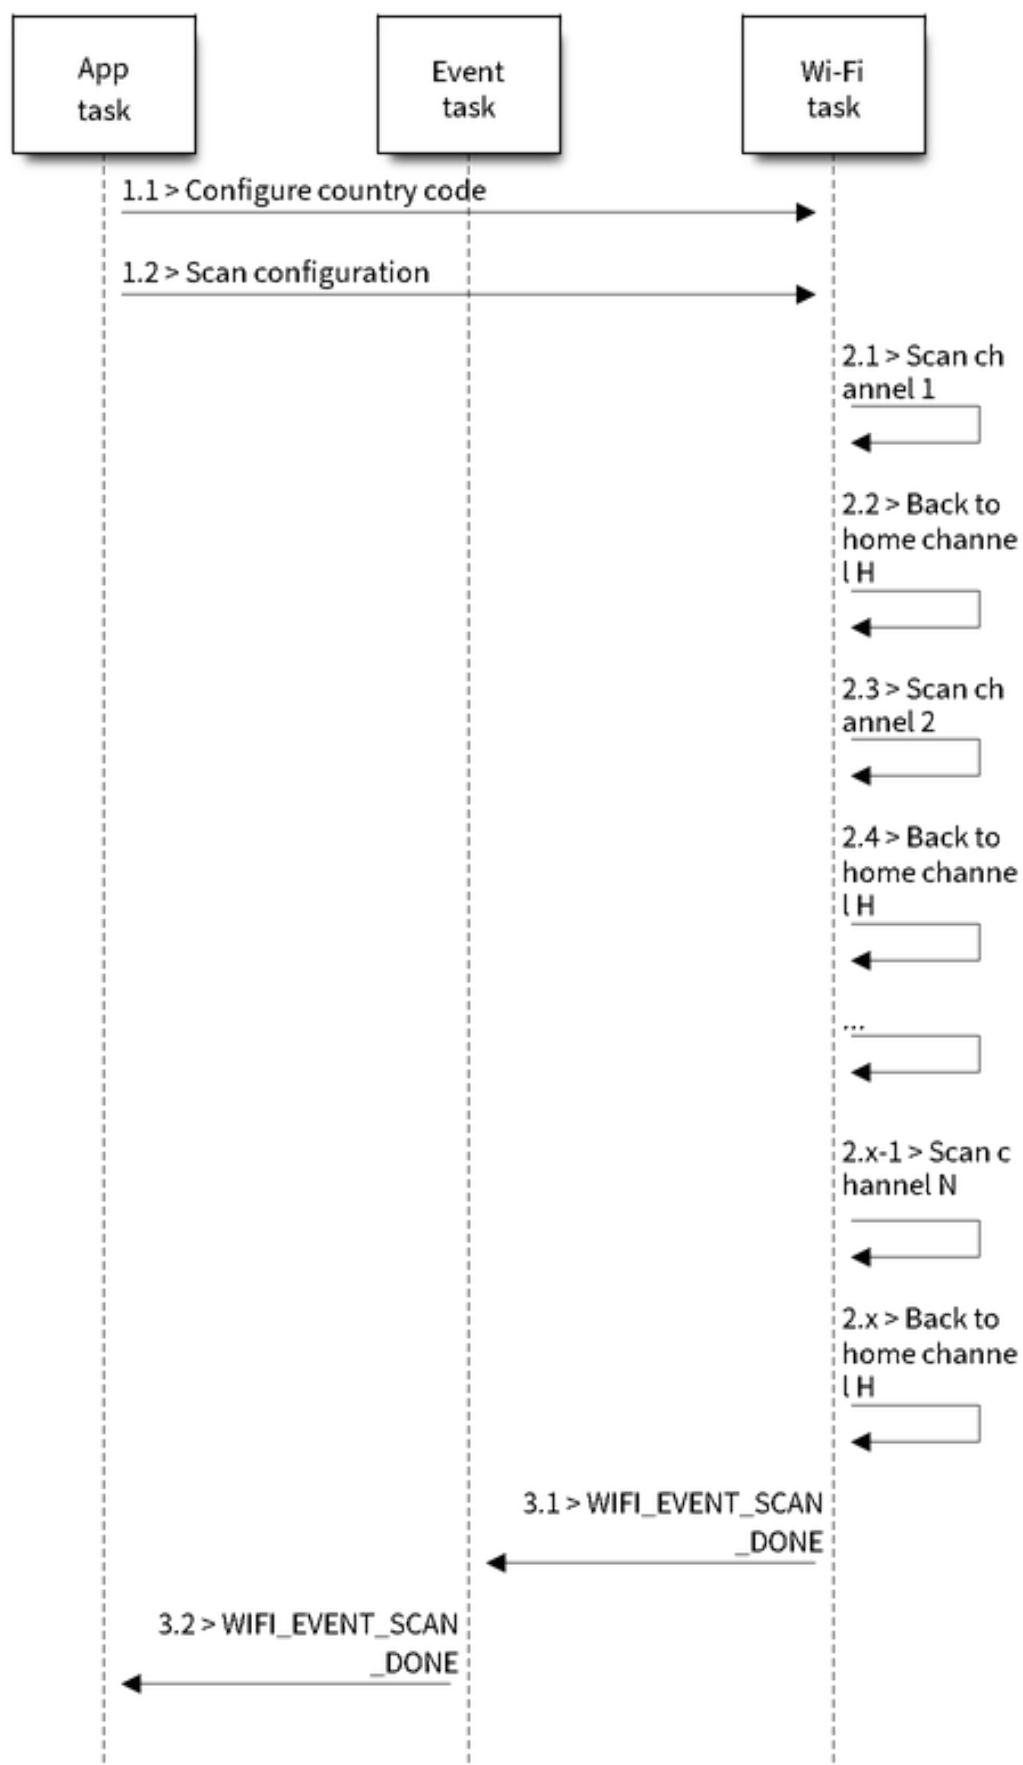 App
task
Event
task
Wi-Fi
task
1.1 > Configure country code
1.2 > Scan configuration
2.1 > Scan ch
annel 1
2.2 > Back to
home channe
l H
2.3 > Scan ch
annel 2
2.4 > Back to
home channe
l H
...
2.x-1 > Scan c
hannel N
2.x > Back to
home channe
l H
3.1 > WIFI_EVENT_SCAN
_DONE
3.2 > WIFI_EVENT_SCAN
_DONE